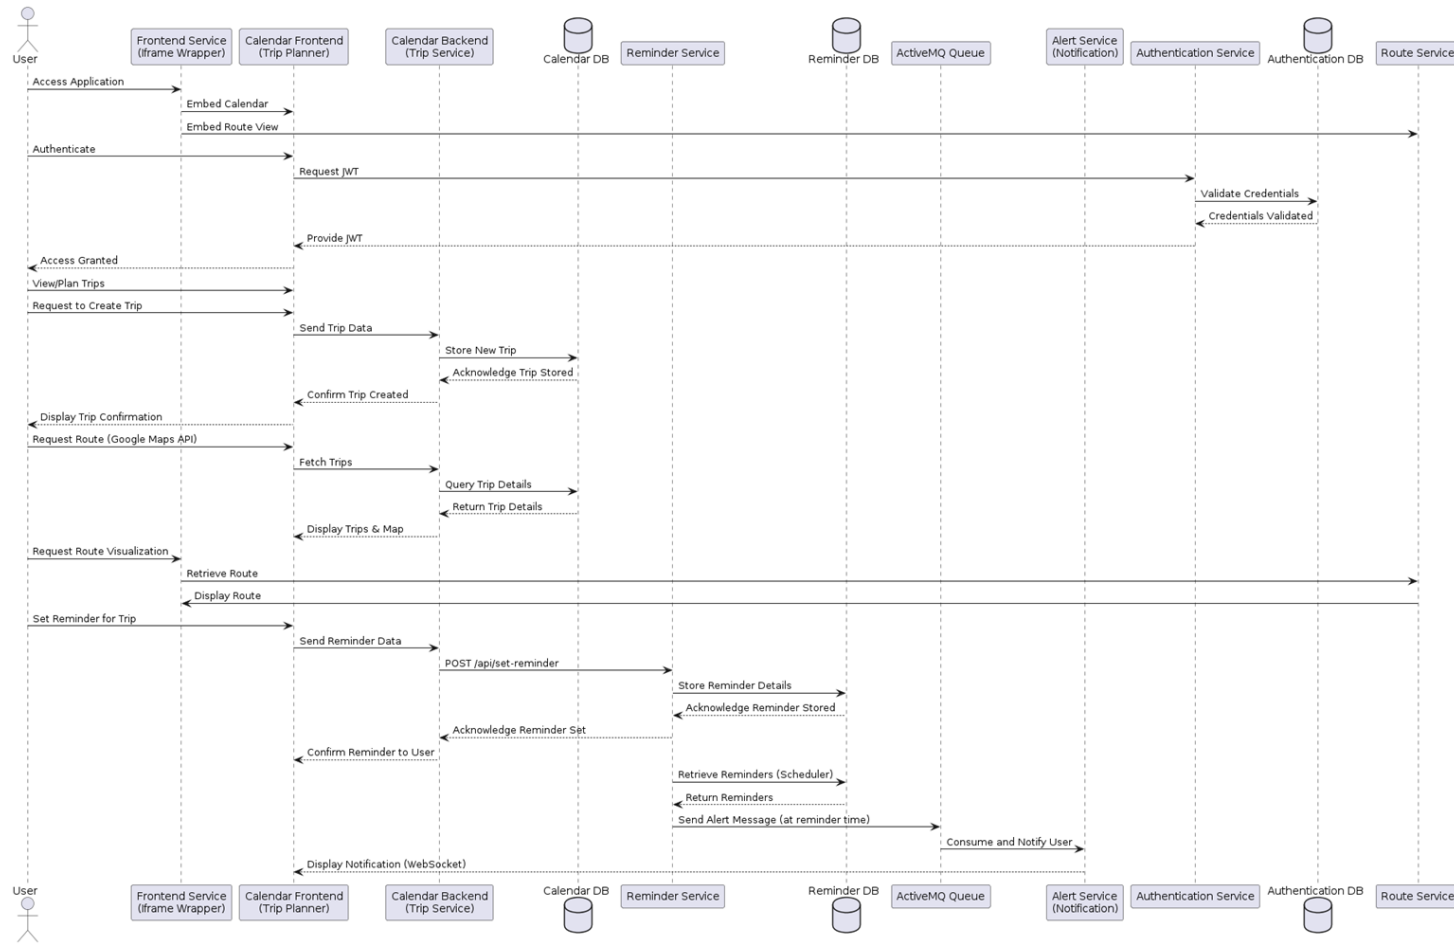 User
Frontend Service
(Iframe Wrapper)
Calendar Frontend
(Trip Planner)
Calendar Backend
(Trip Service)
Calendar DB
Reminder Service
Reminder DB
ActiveMQ Queue
Alert Service
(Notification)
Authentication Service
Authentication DB
Route Service
Access Application
Embed Calendar
Embed Route View
Authenticate
Request JWT
Validate Credentials
Credentials Validated
Provide JWT
Access Granted
View/Plan Trips
Request to Create Trip
Send Trip Data
Store New Trip
Acknowledge Trip Stored
Confirm Trip Created
Display Trip Confirmation
Request Route (Google Maps API)
Fetch Trips
Query Trip Details
Return Trip Details
Display Trips & Map
Request Route Visualization
Retrieve Route
Display Route
Set Reminder for Trip
Send Reminder Data
POST /api/set-reminder
Store Reminder Details
Acknowledge Reminder Stored
Acknowledge Reminder Set
Confirm Reminder to User
Retrieve Reminders (Scheduler)
Return Reminders
Send Alert Message (at reminder time)
Consume and Notify User
Display Notification (WebSocket)
User
Frontend Service
(Iframe Wrapper)
Calendar Frontend
(Trip Planner)
Calendar Backend
(Trip Service)
Calendar DB
Reminder Service
Reminder DB
ActiveMQ Queue
Alert Service
(Notification)
Authentication Service
Authentication DB
Route Service